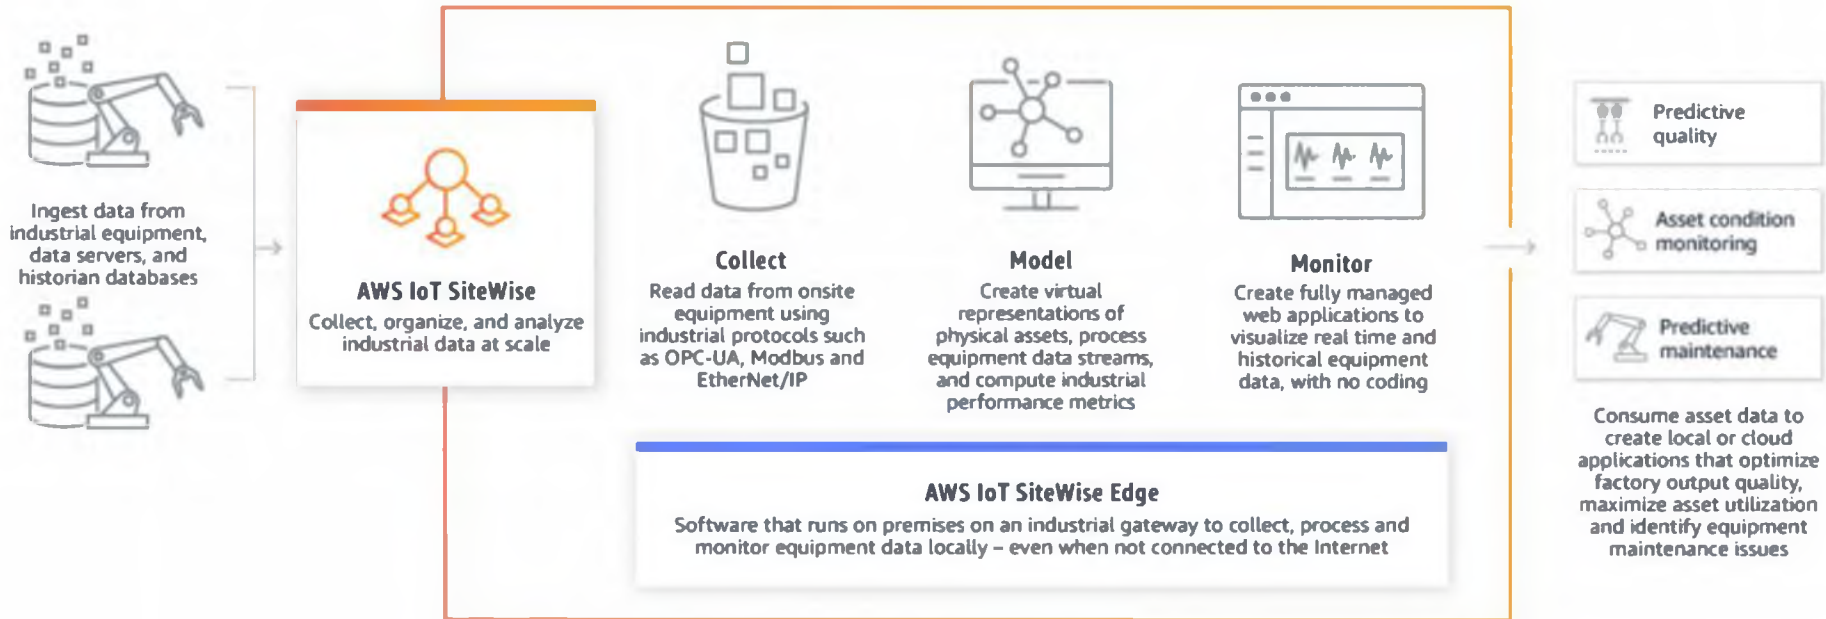 Ingest data from
industrial equipment,
data servers, and
historian databases
AWS IoT SiteWise
Collect, organize, and analyze
industrial data at scale
Collect
Read data from onsite
equipment using
industrial protocols such
as OPC-UA, Modbus and
EtherNet/IP
Model
Create virtual
representations of
physical assets, process
equipment data streams,
and compute industrial
performance metrics
Monitor
Create fully managed
web applications to
visualize real time and
historical equipment
data, with no coding
AWS IoT SiteWise Edge
Software that runs on premises on an industrial gateway to collect, process and
monitor equipment data locally – even when not connected to the Internet
Predictive
quality
Asset condition
monitoring
Predictive
maintenance
Consume asset data to
create local or cloud
applications that optimize
factory output quality,
maximize asset utilization
and identify equipment
maintenance issues